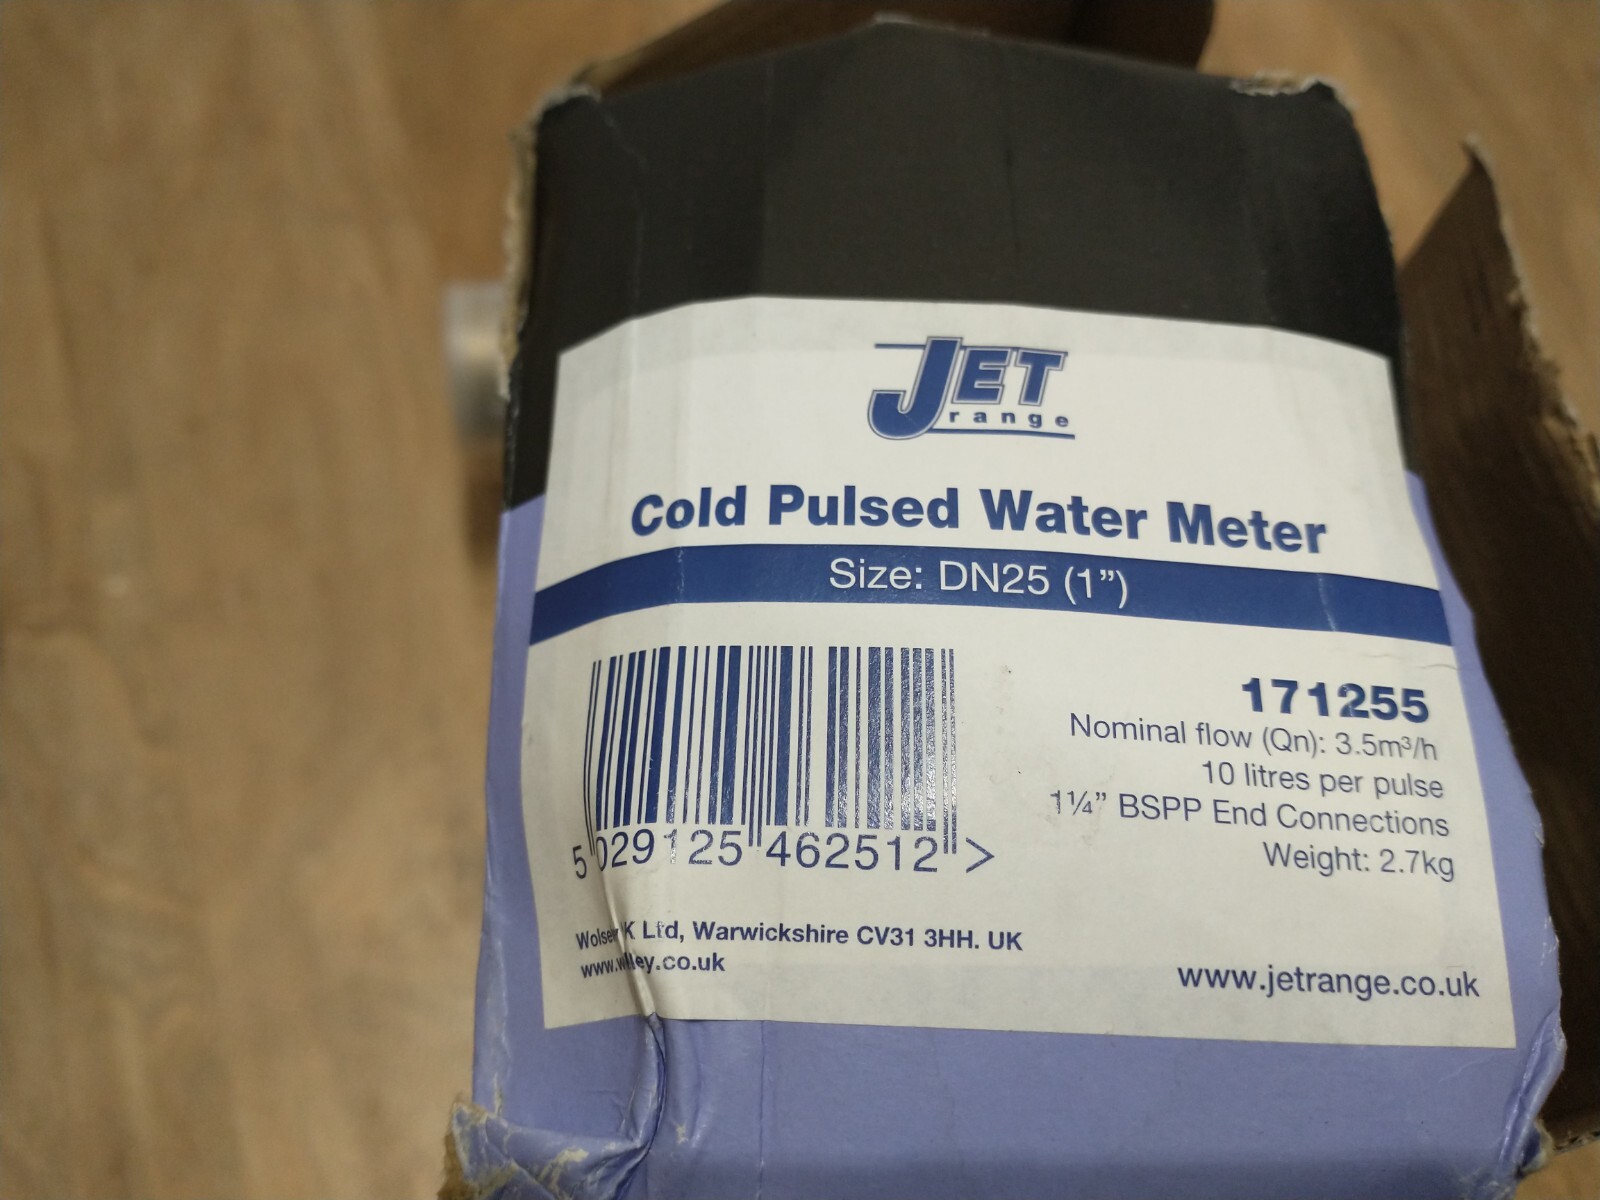 JET
range
Cold Pulsed Water Meter
Size: DN25 (1”)
171255
Nominal flow (Qn): 3.5m³/h
10 litres per pulse
1¼” BSPP End Connections
Weight: 2.7kg
5 029125 462512 >
K Ltd, Warwickshire CV31 3HH. UK
www.jetrange.co.uk